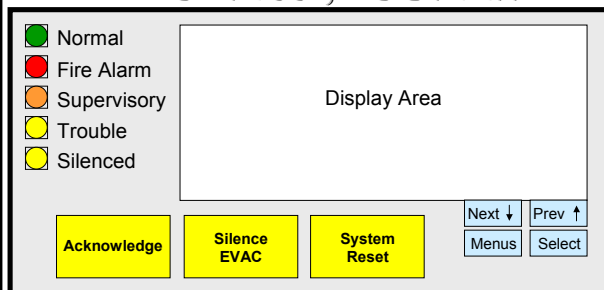 Normal
Fire Alarm
Supervisory
Trouble
Silenced
Display Area
Next ↓
Prev ↑
Menus
Select
Acknowledge
Silence
EVAC
System
Reset